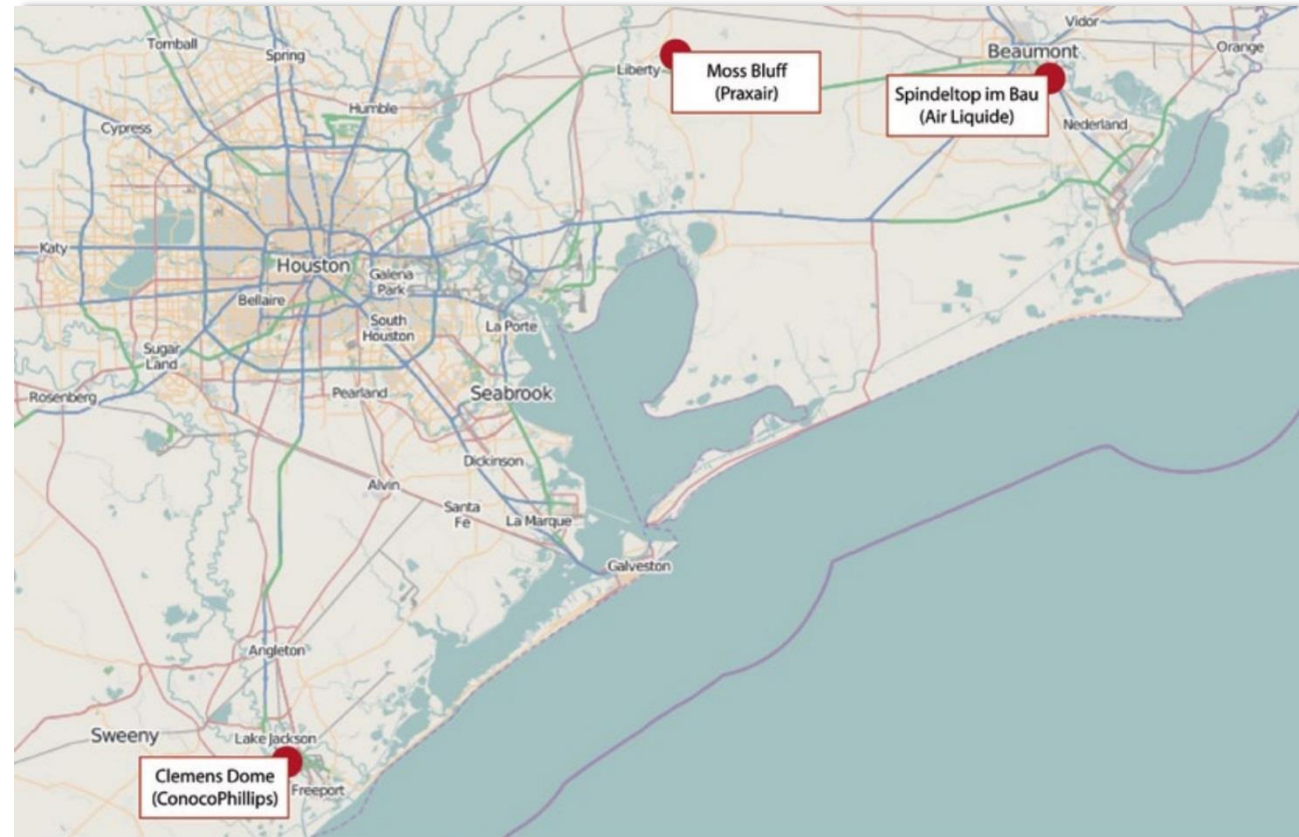 Tomball
Spring
Humble
Cypress
Liberty
Moss Bluff
(Praxair)
Vidor
Beaumont
Orange
Spindeltop im Bau
(Air Liquide)
Nederland
Katy
Houston
Galena
Park
Bellaire
South
Houston
La Porte
Sugar
Land
Rosenberg
Pearland
Seabrook
Dickinson
Alvin
Santa
Fe
La Marque
Galveston
Angleton
Sweeny
Lake Jackson
Clemens Dome
(ConocoPhillips)
Freeport